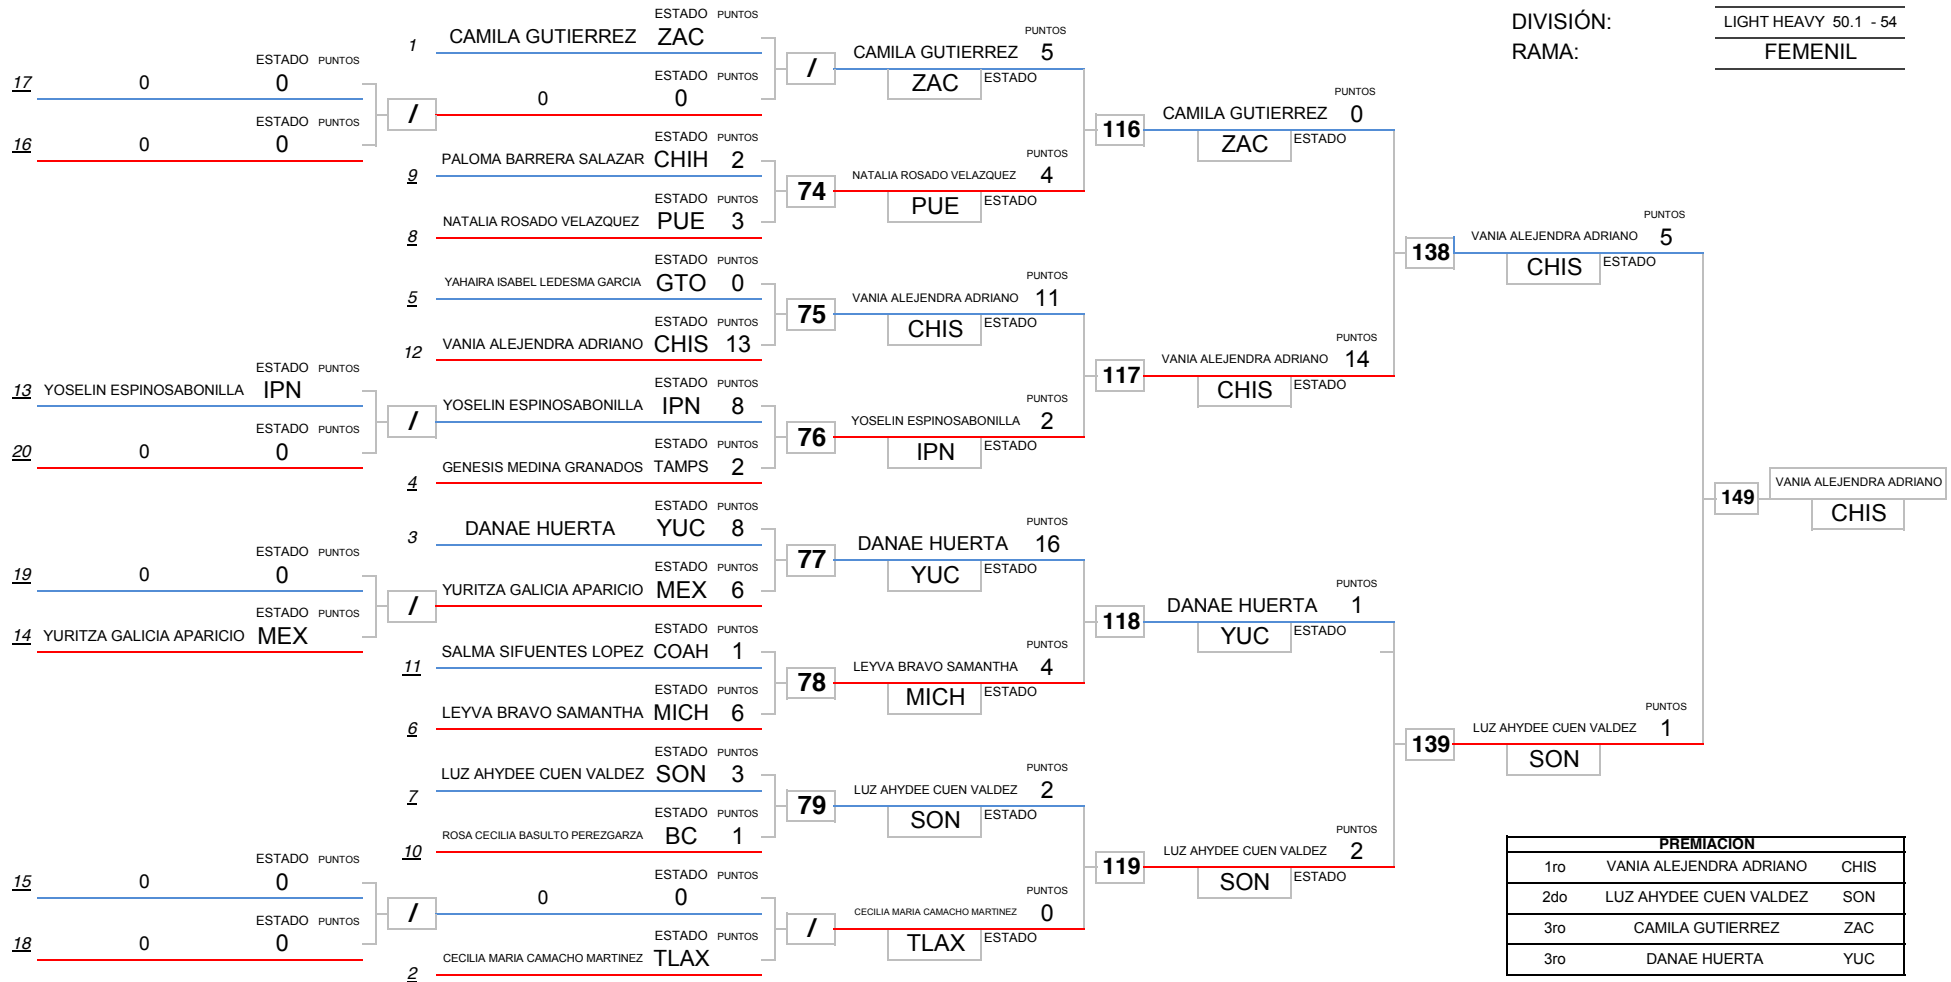 DIVISIÓN: LIGHT HEAVY 50.1 - 54
RAMA: FEMENIL
ESTADO PUNTOS
17 0 0
ESTADO PUNTOS
16 0 0
/
ESTADO PUNTOS
13 YOSELIN ESPINOSABONILLA IPN
ESTADO PUNTOS
20 0 0
/
ESTADO PUNTOS
19 0 0
ESTADO PUNTOS
14 YURITZA GALICIA APARICIO MEX
/
ESTADO PUNTOS
15 0 0
ESTADO PUNTOS
18 0 0
/
ESTADO PUNTOS
1 CAMILA GUTIERREZ ZAC
ESTADO PUNTOS
0 0
/
ESTADO PUNTOS
9 PALOMA BARRERA SALAZAR CHIH 2
ESTADO PUNTOS
8 NATALIA ROSADO VELAZQUEZ PUE 3
74
ESTADO PUNTOS
5 YAHAIRA ISABEL LEDESMA GARCIA GTO 0
ESTADO PUNTOS
12 VANIA ALEJENDRA ADRIANO CHIS 13
75
ESTADO PUNTOS
YOSELIN ESPINOSABONILLA IPN 8
ESTADO PUNTOS
4 GENESIS MEDINA GRANADOS TAMPS 2
76
ESTADO PUNTOS
3 DANAE HUERTA YUC 8
ESTADO PUNTOS
YURITZA GALICIA APARICIO MEX 6
77
ESTADO PUNTOS
11 SALMA SIFUENTES LOPEZ COAH 1
ESTADO PUNTOS
6 LEYVA BRAVO SAMANTHA MICH 6
78
ESTADO PUNTOS
7 LUZ AHYDEE CUEN VALDEZ SON 3
ESTADO PUNTOS
10 ROSA CECILIA BASULTO PEREZGARZA BC 1
79
ESTADO PUNTOS
0 0
ESTADO PUNTOS
2 CECILIA MARIA CAMACHO MARTINEZ TLAX
/
PUNTOS
CAMILA GUTIERREZ 5
ZAC ESTADO
PUNTOS
NATALIA ROSADO VELAZQUEZ 4
PUE ESTADO
116
PUNTOS
VANIA ALEJENDRA ADRIANO 11
CHIS ESTADO
PUNTOS
YOSELIN ESPINOSABONILLA 2
IPN ESTADO
117
PUNTOS
DANAE HUERTA 16
YUC ESTADO
PUNTOS
LEYVA BRAVO SAMANTHA 4
MICH ESTADO
118
PUNTOS
LUZ AHYDEE CUEN VALDEZ 2
SON ESTADO
PUNTOS
CECILIA MARIA CAMACHO MARTINEZ 0
TLAX ESTADO
119
PUNTOS
CAMILA GUTIERREZ 0
ZAC ESTADO
PUNTOS
VANIA ALEJENDRA ADRIANO 14
CHIS ESTADO
138
PUNTOS
DANAE HUERTA 1
YUC ESTADO
PUNTOS
LUZ AHYDEE CUEN VALDEZ 2
SON ESTADO
139
PUNTOS
VANIA ALEJENDRA ADRIANO 5
CHIS ESTADO
PUNTOS
LUZ AHYDEE CUEN VALDEZ 1
SON
149
VANIA ALEJENDRA ADRIANO
CHIS
PREMIACION
1ro VANIA ALEJENDRA ADRIANO CHIS
2do LUZ AHYDEE CUEN VALDEZ SON
3ro CAMILA GUTIERREZ ZAC
3ro DANAE HUERTA YUC